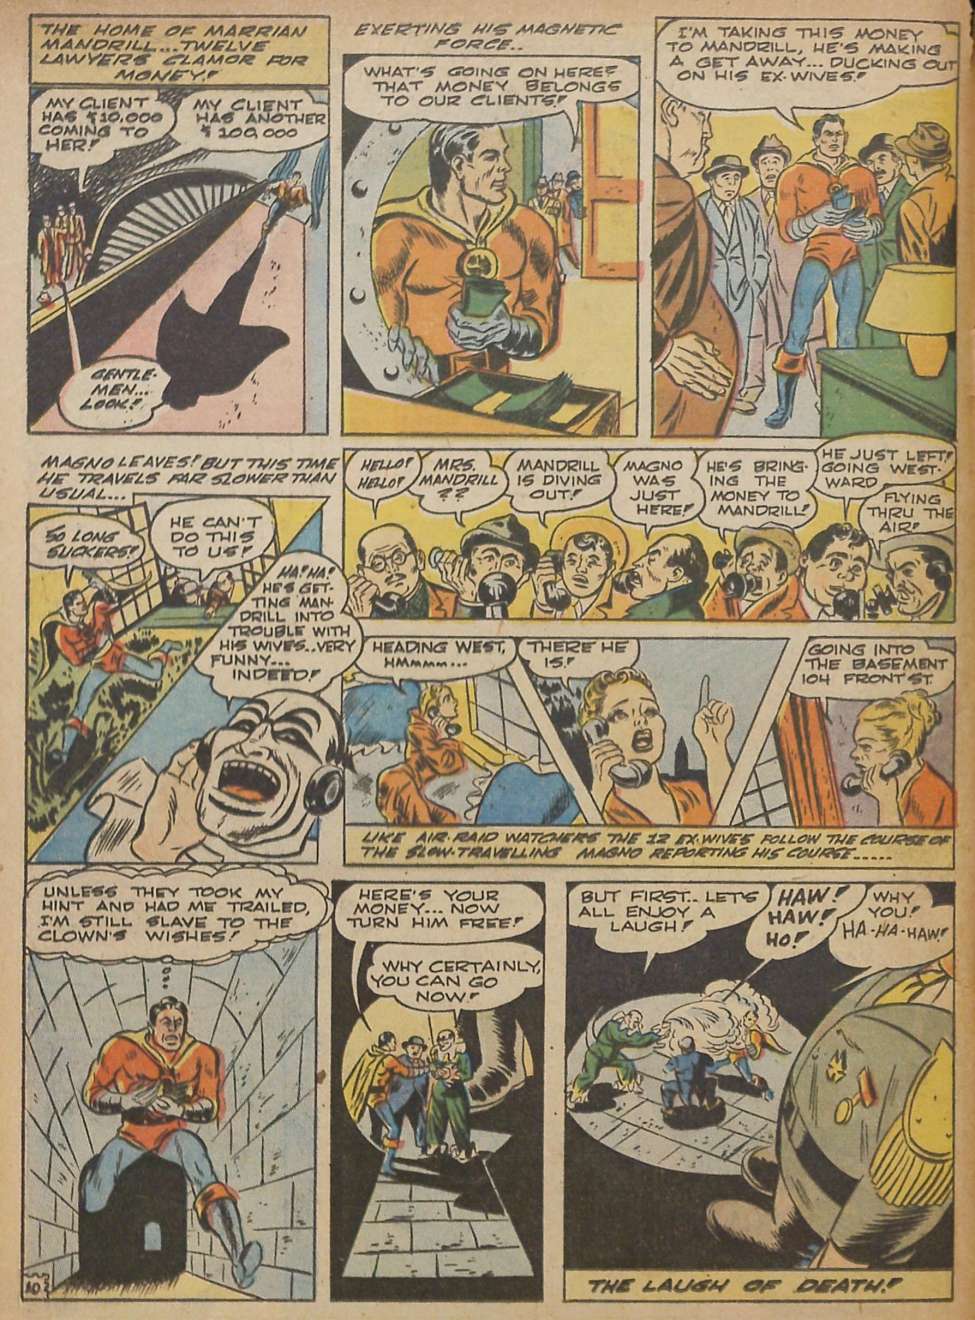 THE HOME OF MARRIAN
MANDRILL...TWELVE
LAWYERS CLAMOR FOR
MONEY!
MY CLIENT
HAS $10,000
COMING TO
HER!
MY CLIENT
HAS ANOTHER
$100,000
GENTLE-
MEN...
LOOK!
EXERTING HIS MAGNETIC
FORCE..
WHAT'S GOING ON HERE?
THAT MONEY BELONGS
TO OUR CLIENTS!
I'M TAKING THIS MONEY
TO MANDRILL, HE'S MAKING
A GET AWAY... DUCKING OUT
ON HIS EX-WIVES!
MAGNO LEAVES! BUT THIS TIME
HE TRAVELS FAR SLOWER THAN
USUAL...
SO LONG
SUCKERS!
HE CAN'T
DO THIS
TO US!
HA! HA!
HE'S GET-
TING MAN-
DRILL INTO
TROUBLE WITH
HIS WIVES..VERY
FUNNY...
INDEED!
HELLO!
HELLO!
MRS.
MANDRILL
??
MANDRILL
IS DIVING
OUT!
MAGNO
WAS
JUST
HERE!
HE'S BRING-
ING THE
MONEY TO
MANDRILL!
HE JUST LEFT!
GOING WEST-
WARD
FLYING
THRU THE
AIR!
HEADING WEST,
HMMMM...
THERE HE
IS!
GOING INTO
THE BASEMENT
104 FRONT ST.
LIKE AIR-RAID WATCHERS THE 12 EX-WIVES FOLLOW THE COURSE OF
THE SLOW-TRAVELLING MAGNO REPORTING HIS COURSE......
UNLESS THEY TOOK MY
HINT AND HAD ME TRAILED,
I'M STILL SLAVE TO THE
CLOWN'S WISHES!
HERE'S YOUR
MONEY... NOW
TURN HIM FREE!
WHY CERTAINLY,
YOU CAN GO
NOW!
BUT FIRST.. LET'S
ALL ENJOY A
LAUGH!
HAW!
HAW!
HO!
WHY
YOU!
HA-HA-HAW!
THE LAUGH OF DEATH!
10